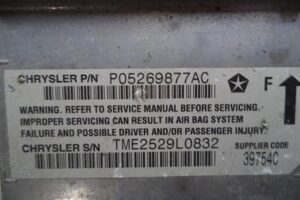 CHRYSLER P/N P05269877AC
F
WARNING. REFER TO SERVICE MANUAL BEFORE SERVICING.
IMPROPER SERVICING CAN RESULT IN AIR BAG SYSTEM
FAILURE AND POSSIBLE DRIVER AND/OR PASSENGER INJURY.
CHRYSLER S/N TME2529L0832
SUPPLIER CODE
39754C